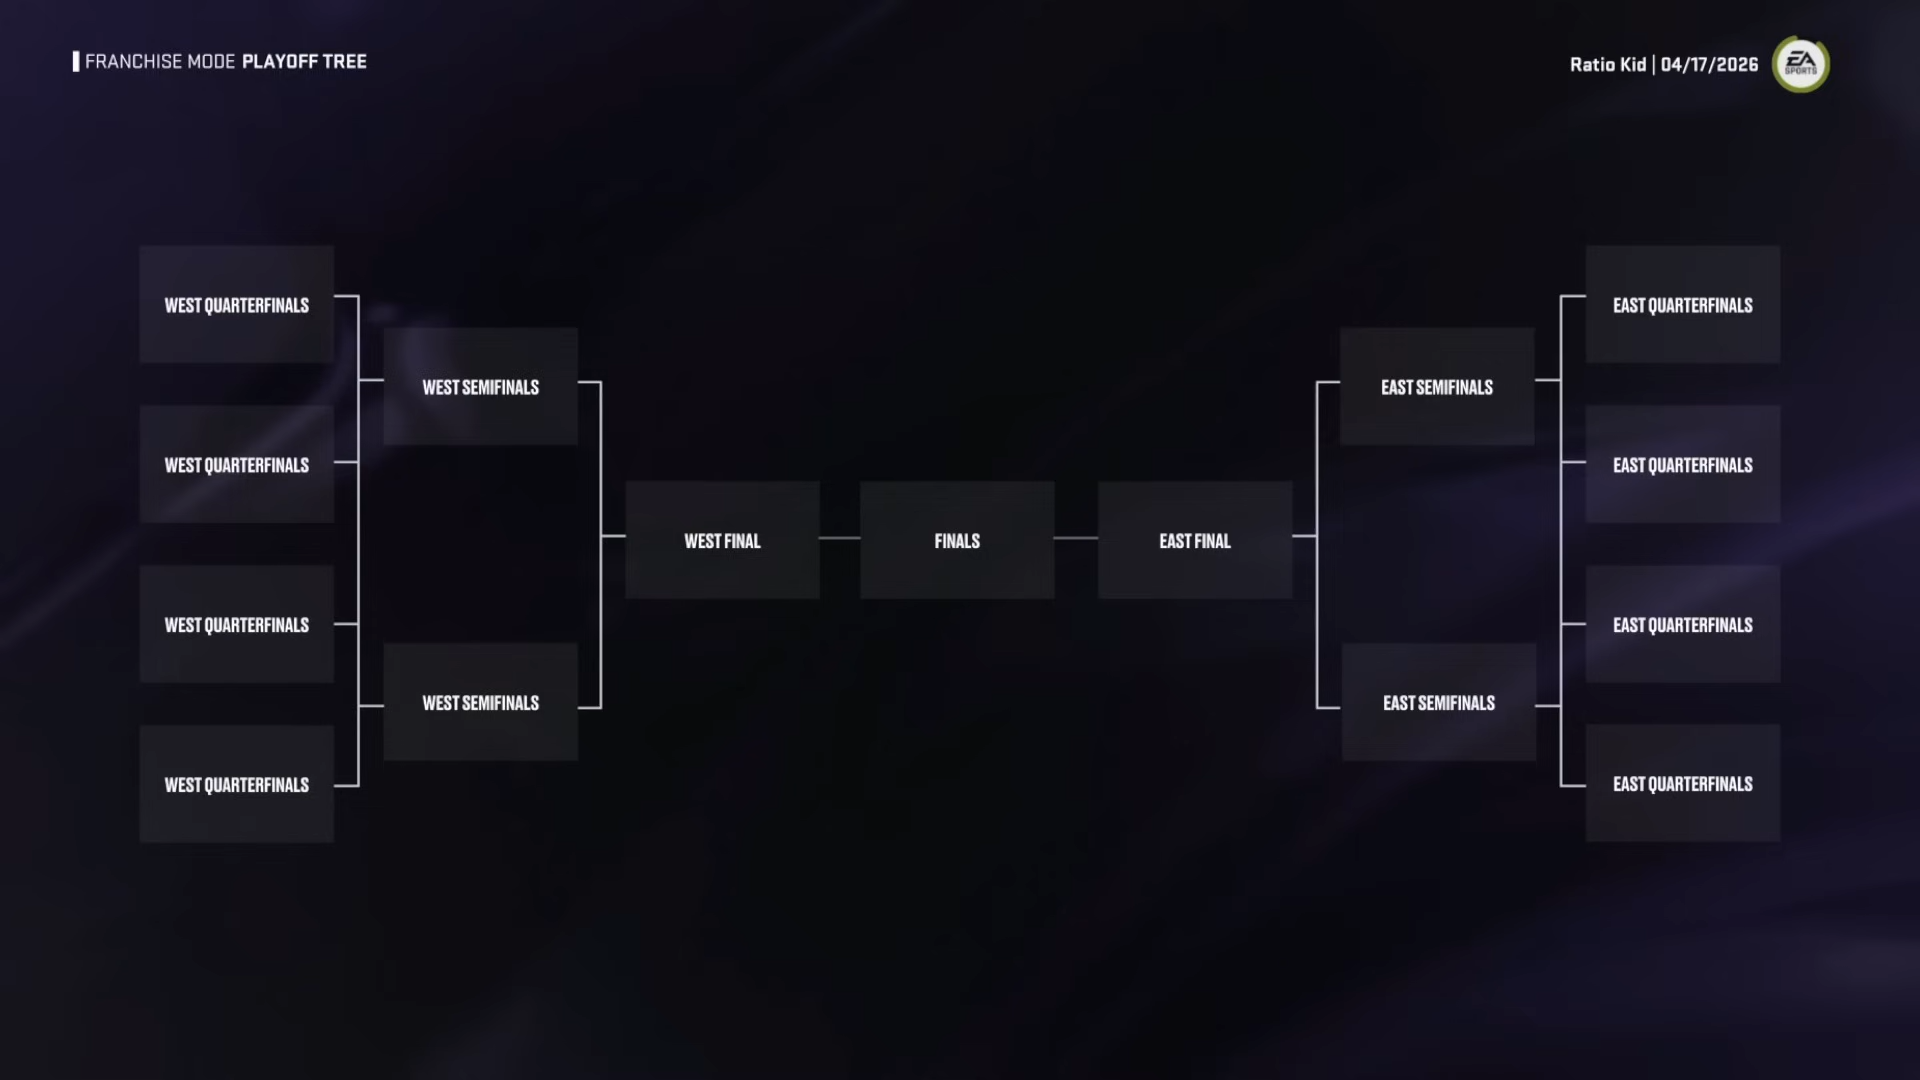 FRANCHISE MODE PLAYOFF TREE
Ratio Kid | 04/17/2026
EA SPORTS
WEST QUARTERFINALS
WEST QUARTERFINALS
WEST QUARTERFINALS
WEST QUARTERFINALS
WEST SEMIFINALS
WEST SEMIFINALS
WEST FINAL
FINALS
EAST FINAL
EAST SEMIFINALS
EAST SEMIFINALS
EAST QUARTERFINALS
EAST QUARTERFINALS
EAST QUARTERFINALS
EAST QUARTERFINALS